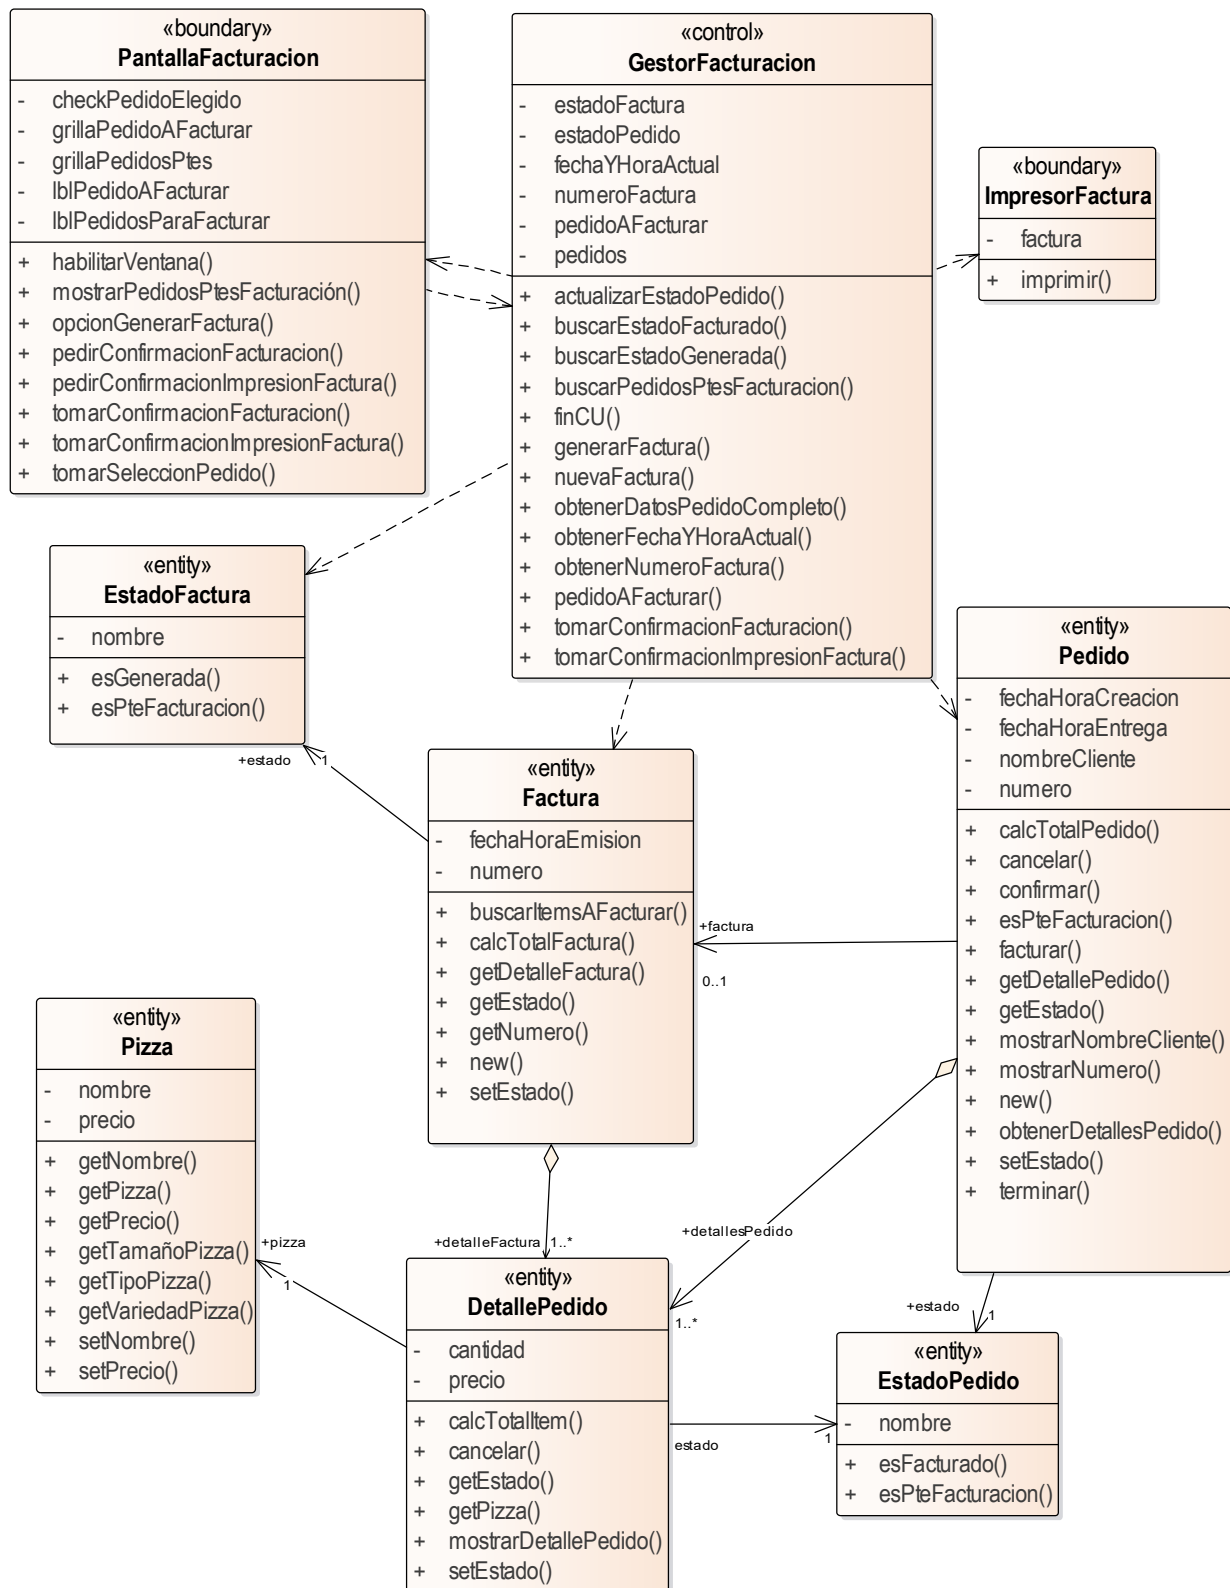 «boundary»
PantallaFacturacion
- checkPedidoElegido
- grillaPedidoAFacturar
- grillaPedidosPtes
- lblPedidoAFacturar
- lblPedidosParaFacturar
+ habilitarVentana()
+ mostrarPedidosPtesFacturación()
+ opcionGenerarFactura()
+ pedirConfirmacionFacturacion()
+ pedirConfirmacionImpresionFactura()
+ tomarConfirmacionFacturacion()
+ tomarConfirmacionImpresionFactura()
+ tomarSeleccionPedido()
«control»
GestorFacturacion
- estadoFactura
- estadoPedido
- fechaYHoraActual
- numeroFactura
- pedidoAFacturar
- pedidos
+ actualizarEstadoPedido()
+ buscarEstadoFacturado()
+ buscarEstadoGenerada()
+ buscarPedidosPtesFacturacion()
+ finCU()
+ generarFactura()
+ nuevaFactura()
+ obtenerDatosPedidoCompleto()
+ obtenerFechaYHoraActual()
+ obtenerNumeroFactura()
+ pedidoAFacturar()
+ tomarConfirmacionFacturacion()
+ tomarConfirmacionImpresionFactura()
«boundary»
ImpresorFactura
- factura
+ imprimir()
«entity»
EstadoFactura
- nombre
+ esGenerada()
+ esPteFacturacion()
+estado
1
«entity»
Factura
- fechaHoraEmision
- numero
+ buscarItemsAFacturar()
+ calcTotalFactura()
+ getDetalleFactura()
+ getEstado()
+ getNumero()
+ new()
+ setEstado()
+factura
0..1
«entity»
Pedido
- fechaHoraCreacion
- fechaHoraEntrega
- nombreCliente
- numero
+ calcTotalPedido()
+ cancelar()
+ confirmar()
+ esPteFacturacion()
+ facturar()
+ getDetallePedido()
+ getEstado()
+ mostrarNombreCliente()
+ mostrarNumero()
+ new()
+ obtenerDetallesPedido()
+ setEstado()
+ terminar()
«entity»
Pizza
- nombre
- precio
+ getNombre()
+ getPizza()
+ getPrecio()
+ getTamañoPizza()
+ getTipoPizza()
+ getVariedadPizza()
+ setNombre()
+ setPrecio()
+pizza
1
+detalleFactura
1..*
+detallesPedido
1..*
«entity»
DetallePedido
- cantidad
- precio
+ calcTotalItem()
+ cancelar()
+ getEstado()
+ getPizza()
+ mostrarDetallePedido()
+ setEstado()
estado
1
+estado
1
«entity»
EstadoPedido
- nombre
+ esFacturado()
+ esPteFacturacion()